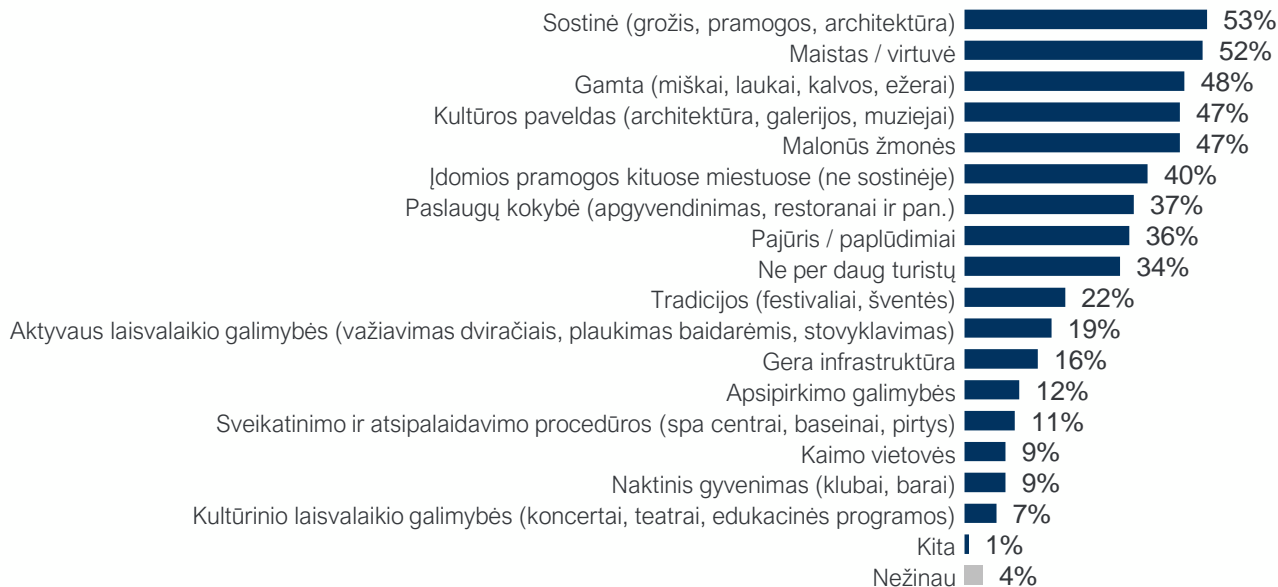 Sostinė (grožis, pramogos, architektūra) 53%
Maistas / virtuvė 52%
Gamta (miškai, laukai, kalvos, ežerai) 48%
Kultūros paveldas (architektūra, galerijos, muziejai) 47%
Malonūs žmonės 47%
Įdomios pramogos kituose miestuose (ne sostinėje) 40%
Paslaugų kokybė (apgyvendinimas, restoranai ir pan.) 37%
Pajūris / paplūdimiai 36%
Ne per daug turistų 34%
Tradicijos (festivaliai, šventės) 22%
Aktyvaus laisvalaikio galimybės (važiavimas dviračiais, plaukimas baidarėmis, stovyklavimas) 19%
Gera infrastruktūra 16%
Apsipirkimo galimybės 12%
Sveikatinimo ir atsipalaidavimo procedūros (spa centrai, baseinai, pirtys) 11%
Kaimo vietovės 9%
Naktinis gyvenimas (klubai, barai) 9%
Kultūrinio laisvalaikio galimybės (koncertai, teatrai, edukacinės programos) 7%
Kita 1%
Nežinau 4%